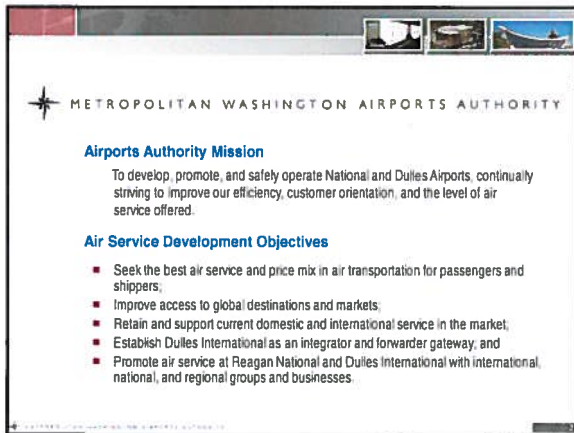 METROPOLITAN WASHINGTON AIRPORTS AUTHORITY
Airports Authority Mission
To develop, promote, and safely operate National and Dulles Airports, continually
striving to improve our efficiency, customer orientation, and the level of air
service offered.
Air Service Development Objectives
Seek the best air service and price mix in air transportation for passengers and
shippers;
Improve access to global destinations and markets;
Retain and support current domestic and international service in the market;
Establish Dulles International as an integrator and forwarder gateway; and
Promote air service at Reagan National and Dulles International with international,
national, and regional groups and businesses.
METROPOLITAN WASHINGTON AIRPORTS AUTHORITY